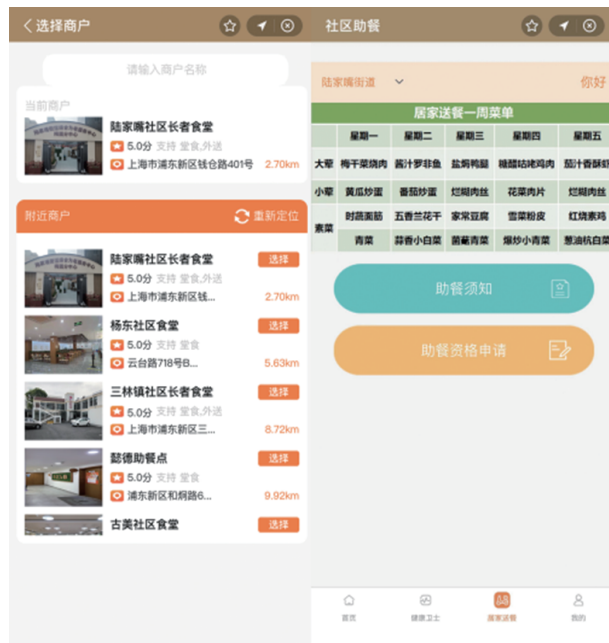 选择商户
请输入商户名称
当前商户
陆家嘴社区长者食堂
5.0分 支持 堂食,外送
上海市浦东新区钱仓路401号 2.70km
附近商户 重新定位
陆家嘴社区长者食堂 选择
5.0分 支持 堂食,外送
上海市浦东新区钱... 2.70km
杨东社区食堂 选择
5.0分 支持 堂食
云台路718号B... 5.63km
三林镇社区长者食堂 选择
5.0分 支持 堂食,外送
上海市浦东新区三... 8.72km
懿德助餐点 选择
5.0分 支持 堂食
浦东新区和炯路6... 9.92km
古美社区食堂 选择
社区助餐
陆家嘴街道 你好
居家送餐一周菜单
星期一 星期二 星期三 星期四 星期五
大荤 梅干菜烧肉 酱汁罗非鱼 盐焗鸭腿 糖醋咕咾鸡肉 茄汁香酥虾
小荤 黄瓜炒蛋 番茄炒蛋 烂糊肉丝 花菜肉片 烂糊肉丝
素菜 时蔬面筋 五香兰花干 家常豆腐 雪菜粉皮 红烧素鸡
青菜 蒜香小白菜 菌菇青菜 爆炒小青菜 葱油杭白菜
助餐须知
助餐资格申请
首页 健康卫士 居家送餐 我的